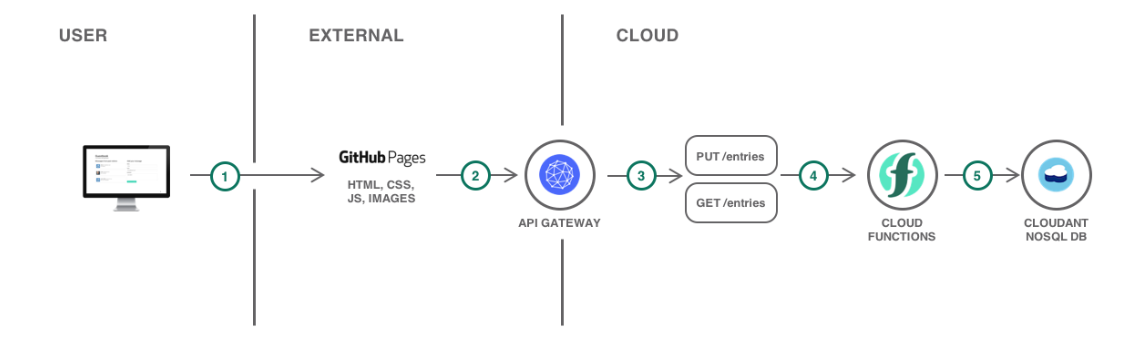 USER
EXTERNAL
CLOUD
1
GitHub Pages
HTML, CSS,
JS, IMAGES
2
API GATEWAY
3
PUT /entries
GET /entries
4
CLOUD
FUNCTIONS
5
CLOUDANT
NOSQL DB